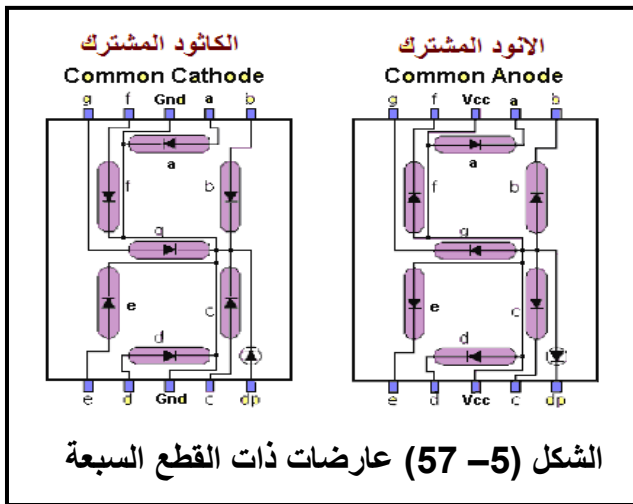 الكاثود المشترك
Common Cathode
g f Gnd a b
a
f
b
g
e
c
d
e d Gnd c dp
الانود المشترك
Common Anode
g f Vcc a b
a
f
b
g
e
c
d
e d Vcc c dp
الشكل (5– 57) عارضات ذات القطع السبعة